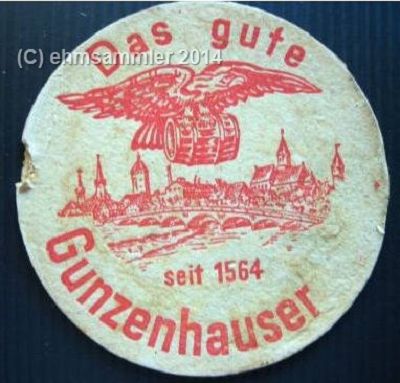 (C) ehmsammler 2014
Das gute
seit 1564
Gunzenhauser